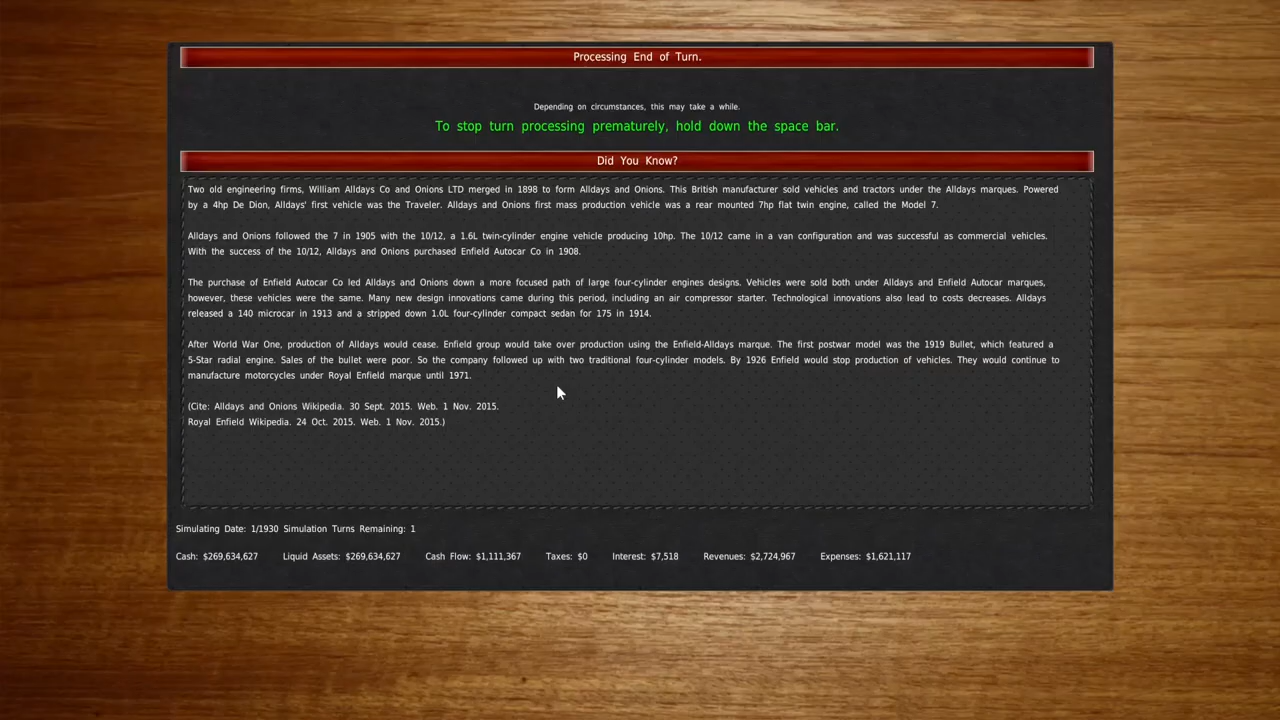 Processing End of Turn.
Depending on circumstances, this may take a while.
To stop turn processing prematurely, hold down the space bar.
Did You Know?
Two old engineering firms, William Alldays Co and Onions LTD merged in 1898 to form Alldays and Onions. This British manufacturer sold vehicles and tractors under the Alldays marques. Powered
by a 4hp De Dion, Alldays' first vehicle was the Traveler. Alldays and Onions first mass production vehicle was a rear mounted 7hp flat twin engine, called the Model 7.
Alldays and Onions followed the 7 in 1905 with the 10/12, a 1.6L twin-cylinder engine vehicle producing 10hp. The 10/12 came in a van configuration and was successful as commercial vehicles.
With the success of the 10/12, Alldays and Onions purchased Enfield Autocar Co in 1908.
The purchase of Enfield Autocar Co led Alldays and Onions down a more focused path of large four-cylinder engines designs. Vehicles were sold both under Alldays and Enfield Autocar marques,
however, these vehicles were the same. Many new design innovations came during this period, including an air compressor starter. Technological innovations also lead to costs decreases. Alldays
released a 140 microcar in 1913 and a stripped down 1.0L four-cylinder compact sedan for 175 in 1914.
After World War One, production of Alldays would cease. Enfield group would take over production using the Enfield-Alldays marque. The first postwar model was the 1919 Bullet, which featured a
5-Star radial engine. Sales of the bullet were poor. So the company followed up with two traditional four-cylinder models. By 1926 Enfield would stop production of vehicles. They would continue to
manufacture motorcycles under Royal Enfield marque until 1971.
(Cite: Alldays and Onions Wikipedia. 30 Sept. 2015. Web. 1 Nov. 2015.
Royal Enfield Wikipedia. 24 Oct. 2015. Web. 1 Nov. 2015.)
Simulating Date: 1/1930 Simulation Turns Remaining: 1
Cash: $269,634,627 Liquid Assets: $269,634,627 Cash Flow: $1,111,367 Taxes: $0 Interest: $7,518 Revenues: $2,724,967 Expenses: $1,621,117